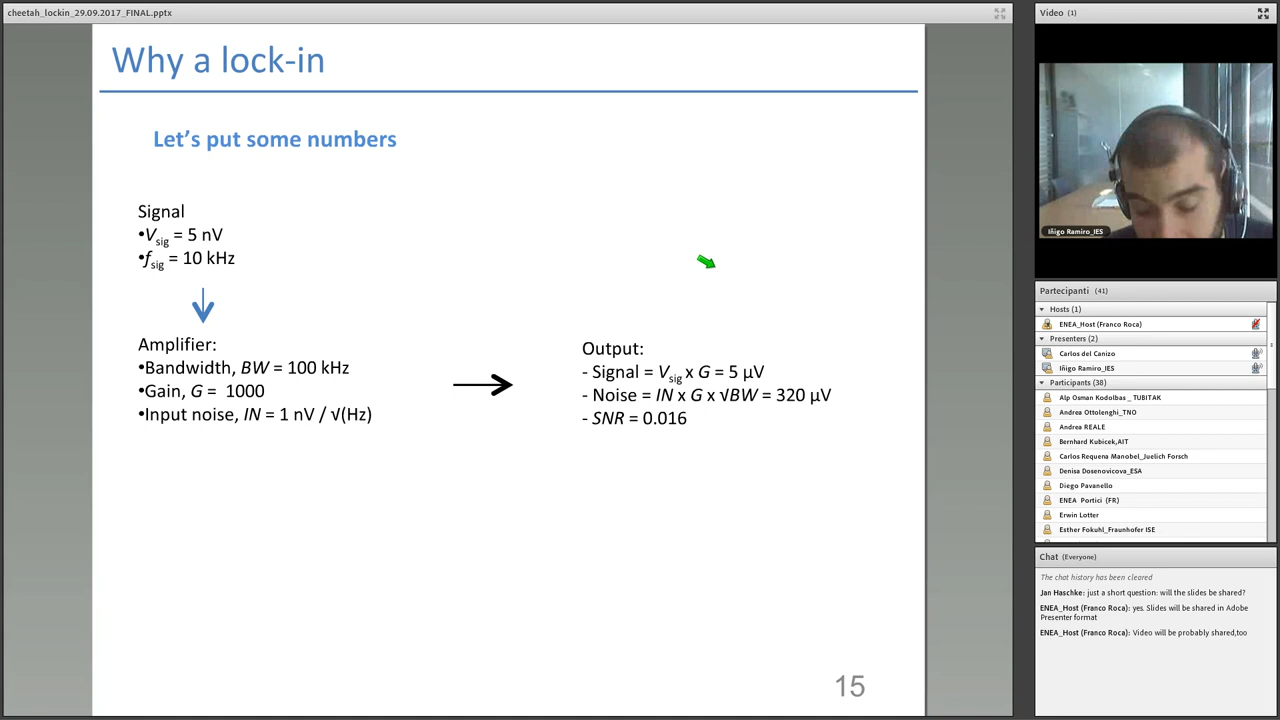 cheetah_lockin_29.09.2017_FINAL.pptx
Why a lock-in
Let's put some numbers
Signal
•Vsig = 5 nV
•fsig = 10 kHz
Amplifier:
•Bandwidth, BW = 100 kHz
•Gain, G = 1000
•Input noise, IN = 1 nV / √(Hz)
Output:
- Signal = Vsig x G = 5 µV
- Noise = IN x G x √BW = 320 µV
- SNR = 0.016
15
Video (1)
Iñigo Ramiro_IES
Partecipanti (41)
Hosts (1)
ENEA_Host (Franco Roca)
Presenters (2)
Carlos del Canizo
Iñigo Ramiro_IES
Participants (38)
Alp Osman Kodolbas _ TUBITAK
Andrea Ottolenghi_TNO
Andrea REALE
Bernhard Kubicek,AIT
Carlos Requena Manobel_Juelich Forsch
Denisa Dosenovicova_ESA
Diego Pavanello
ENEA Portici (FR)
Erwin Lotter
Esther Fokuhl_Fraunhofer ISE
Chat (Everyone)
The chat history has been cleared
Jan Haschke: just a short question: will the slides be shared?
ENEA_Host (Franco Roca): yes. Slides will be shared in Adobe
Presenter format
ENEA_Host (Franco Roca): Video will be probably shared,too